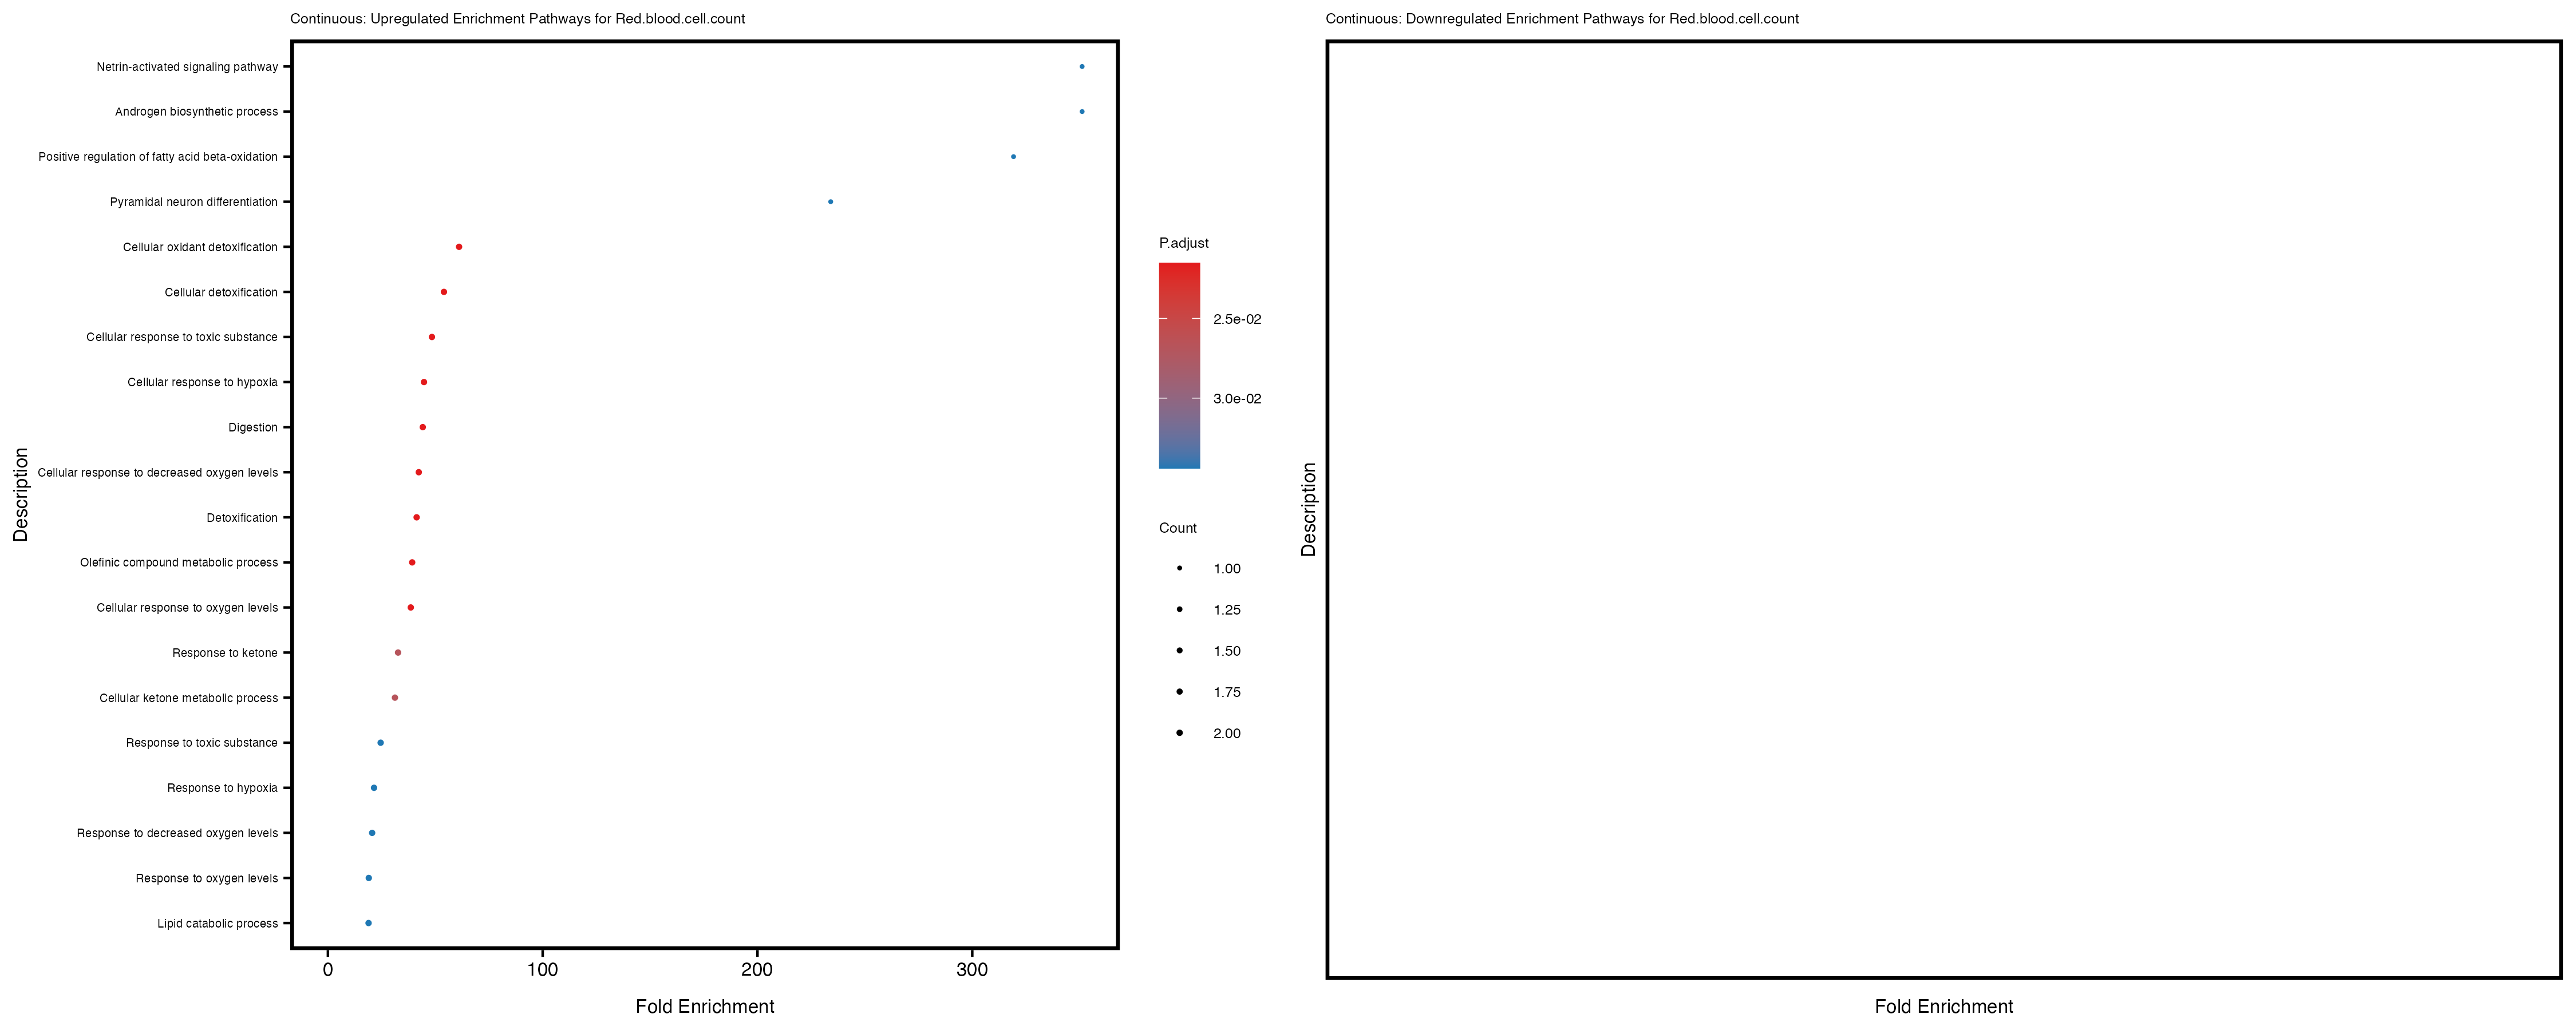 Continuous: Upregulated Enrichment Pathways for Red.blood.cell.count
Netrin-activated signaling pathway
Androgen biosynthetic process
Positive regulation of fatty acid beta-oxidation
Pyramidal neuron differentiation
Cellular oxidant detoxification
Cellular detoxification
Cellular response to toxic substance
Cellular response to hypoxia
Digestion
Cellular response to decreased oxygen levels
Detoxification
Olefinic compound metabolic process
Cellular response to oxygen levels
Response to ketone
Cellular ketone metabolic process
Response to toxic substance
Response to hypoxia
Response to decreased oxygen levels
Response to oxygen levels
Lipid catabolic process
Description
0 100 200 300
Fold Enrichment
P.adjust
2.5e-02
3.0e-02
Count
1.00
1.25
1.50
1.75
2.00
Continuous: Downregulated Enrichment Pathways for Red.blood.cell.count
Description
Fold Enrichment